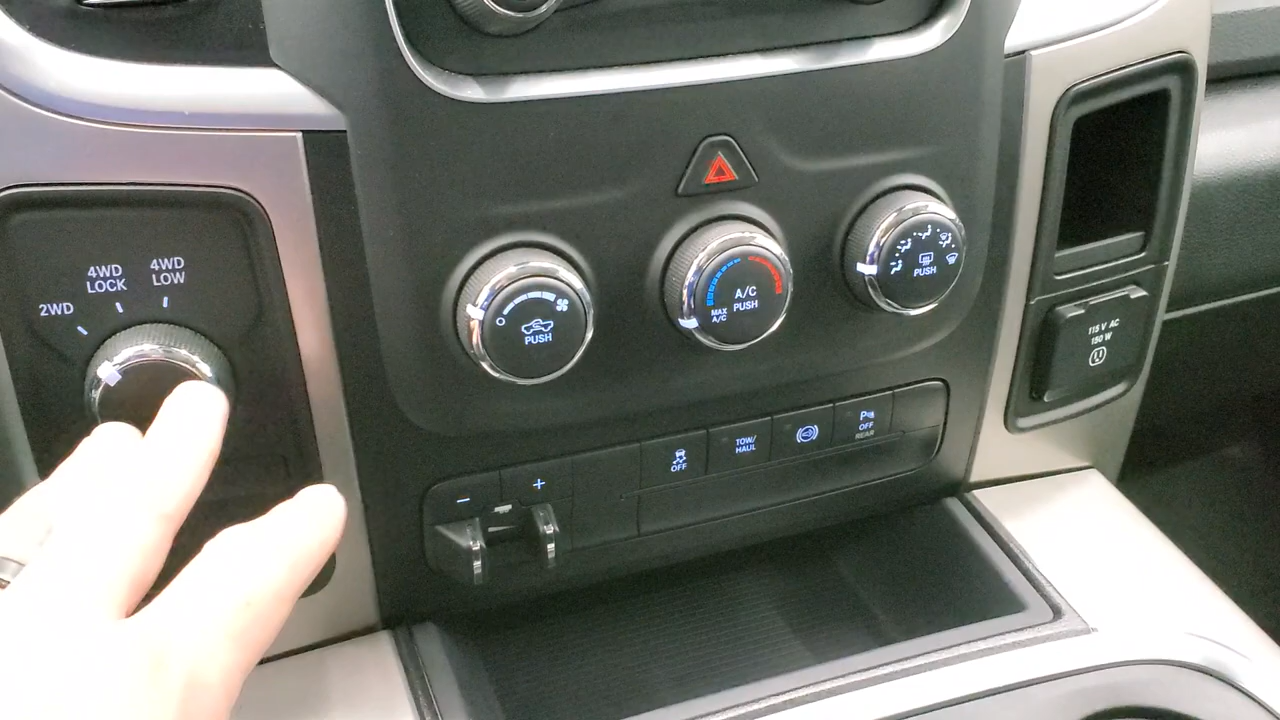 2WD
4WD
LOCK
4WD
LOW
PUSH
A/C
PUSH
MAX
A/C
PUSH
115 V AC
150 W
−
+
OFF
TOW/
HAUL
P
OFF
REAR